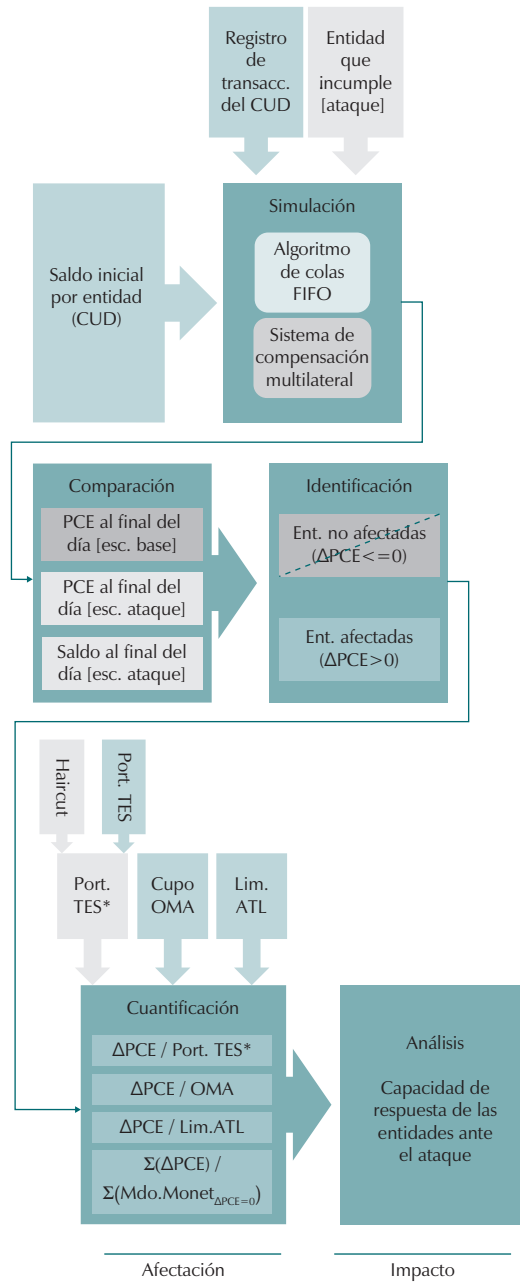 Registro
de
transacc.
del CUD
Entidad
que
incumple
[ataque]
Saldo inicial
por entidad
(CUD)
Simulación
Algoritmo
de colas
FIFO
Sistema de
compensación
multilateral
Comparación
PCE al final del
día [esc. base]
PCE al final del
día [esc. ataque]
Saldo al final del
día [esc. ataque]
Identificación
Ent. no afectadas
(ΔPCE<=0)
Ent. afectadas
(ΔPCE>0)
Haircut
Port. TES
Port.
TES*
Cupo
OMA
Lim.
ATL
Cuantificación
ΔPCE / Port. TES*
ΔPCE / OMA
ΔPCE / Lim.ATL
Σ(ΔPCE) /
Σ(Mdo.Monet ΔPCE=0)
Análisis
Capacidad de
respuesta de las
entidades ante
el ataque
Afectación
Impacto